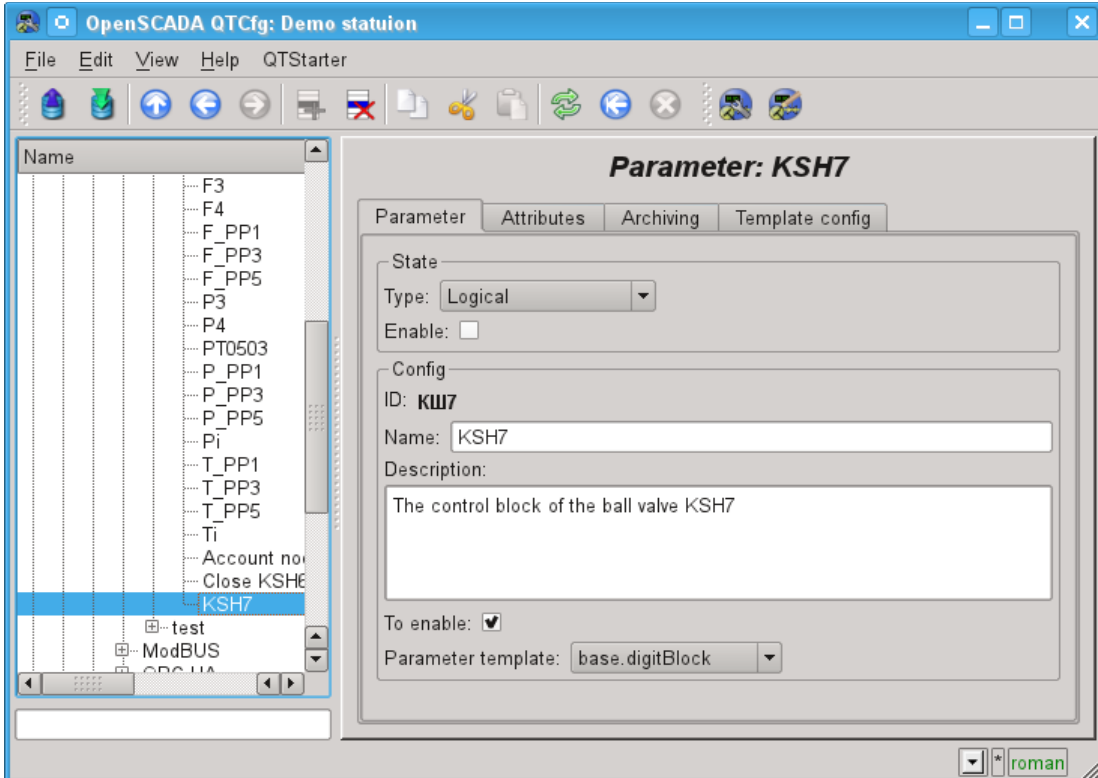 OpenSCADA QTCfg: Demo statuion
File Edit View Help QTStarter
Name
F3
F4
F_PP1
F_PP3
F_PP5
P3
P4
PT0503
P_PP1
P_PP3
P_PP5
Pi
T_PP1
T_PP3
T_PP5
Ti
Account no
Close KSH6
KSH7
test
ModBUS
Parameter: KSH7
Parameter Attributes Archiving Template config
State
Type: Logical
Enable:
Config
ID: КШ7
Name: KSH7
Description:
The control block of the ball valve KSH7
To enable:
Parameter template: base.digitBlock
* roman